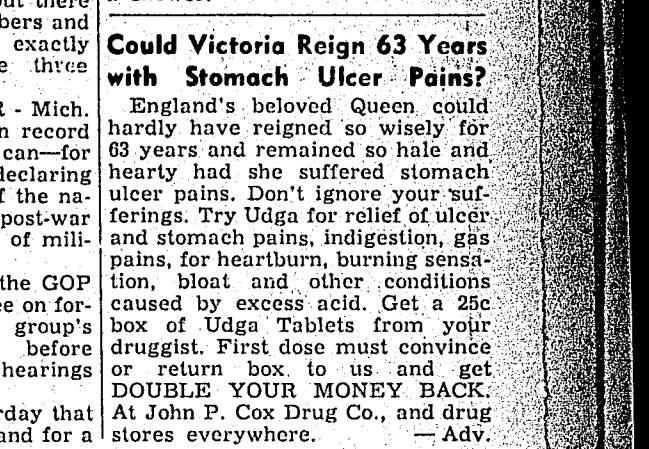 out there
bers and
exactly
e three
R - Mich.
n record
can—for
declaring
f the na-
post-war
of mili-
the GOP
ee on for-
group's
before
hearings
rday that
and for a
Could Victoria Reign 63 Years
with Stomach Ulcer Pains?
England's beloved Queen could
hardly have reigned so wisely for
63 years and remained so hale and
hearty had she suffered stomach
ulcer pains. Don't ignore your suf-
ferings. Try Udga for relief of ulcer
and stomach pains, indigestion, gas
pains, for heartburn, burning sensa-
tion, bloat and other conditions
caused by excess acid. Get a 25c
box of Udga Tablets from your
druggist. First dose must convince
or return box to us and get
DOUBLE YOUR MONEY BACK.
At John P. Cox Drug Co., and drug
stores everywhere. — Adv.